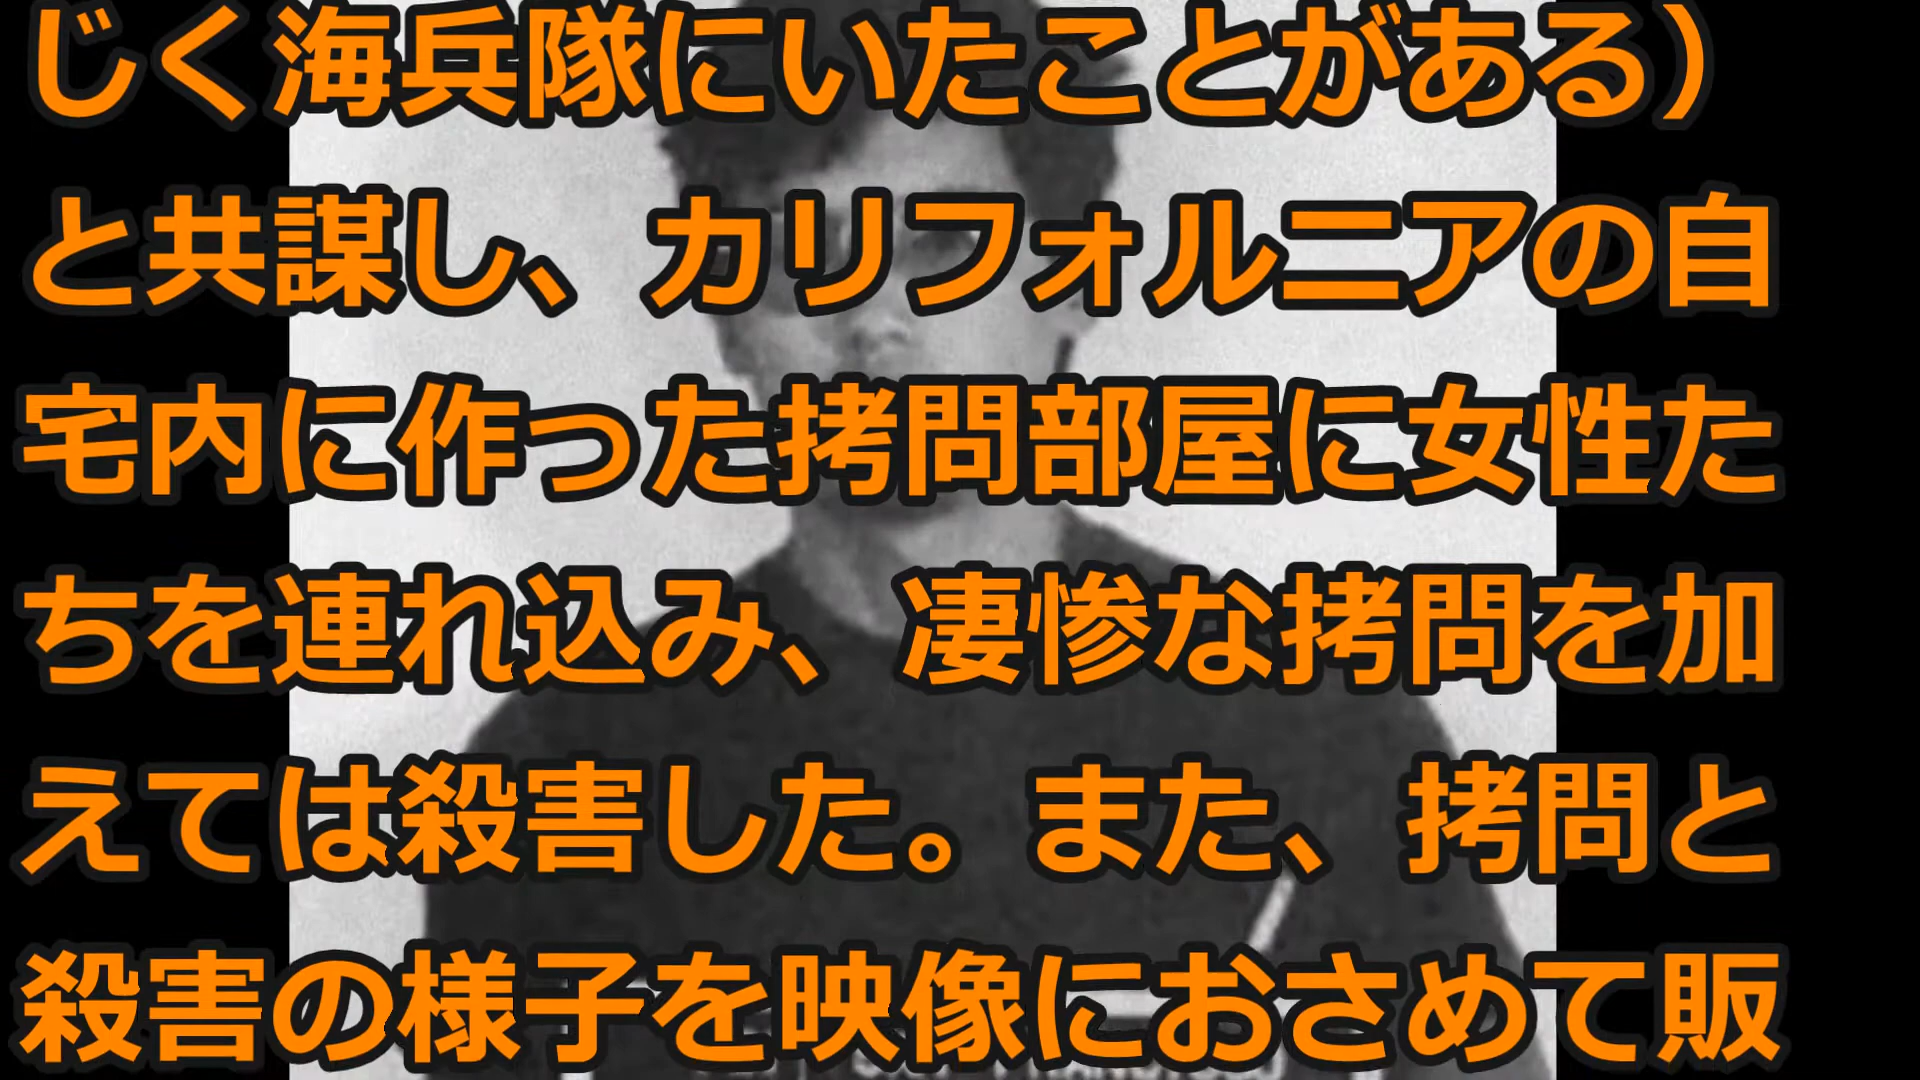 じく海兵隊にいたことがある）
と共謀し、カリフォルニアの自
宅内に作った拷問部屋に女性た
ちを連れ込み、凄惨な拷問を加
えては殺害した。また、拷問と
殺害の様子を映像におさめて販